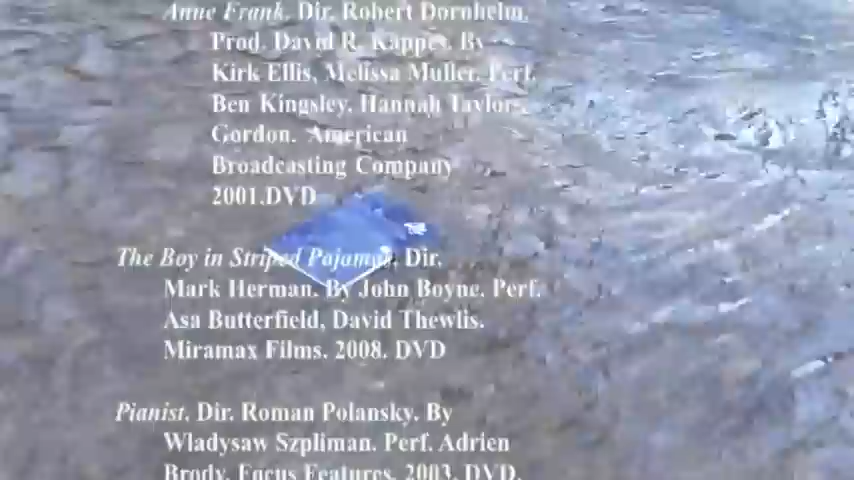 Anne Frank. Dir. Robert Dornhelm.
Prod. David R. Kappes. By
Kirk Ellis, Melissa Muller. Perf.
Ben Kingsley, Hannah Taylor-
Gordon. American
Broadcasting Company
2001.DVD
The Boy in Striped Pajamas. Dir.
Mark Herman. By John Boyne. Perf.
Asa Butterfield, David Thewlis.
Miramax Films. 2008. DVD
Pianist. Dir. Roman Polansky. By
Wladysaw Szpliman. Perf. Adrien
Brody. Focus Features. 2003. DVD.